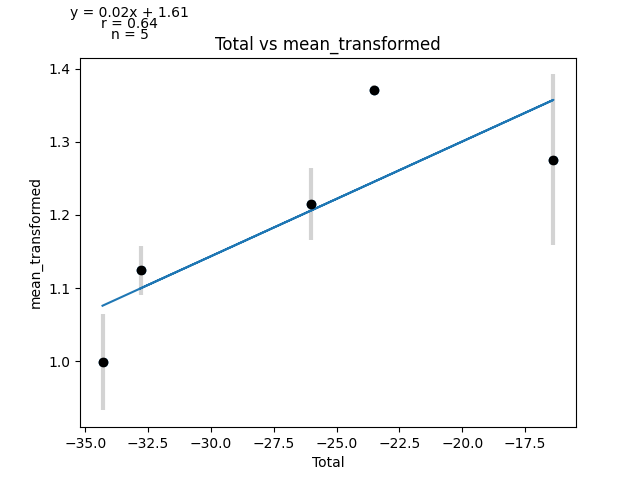 y = 0.02x + 1.61
r = 0.64
n = 5
Total vs mean_transformed
1.4
1.3
1.2
1.1
1.0
mean_transformed
−35.0 −32.5 −30.0 −27.5 −25.0 −22.5 −20.0 −17.5
Total